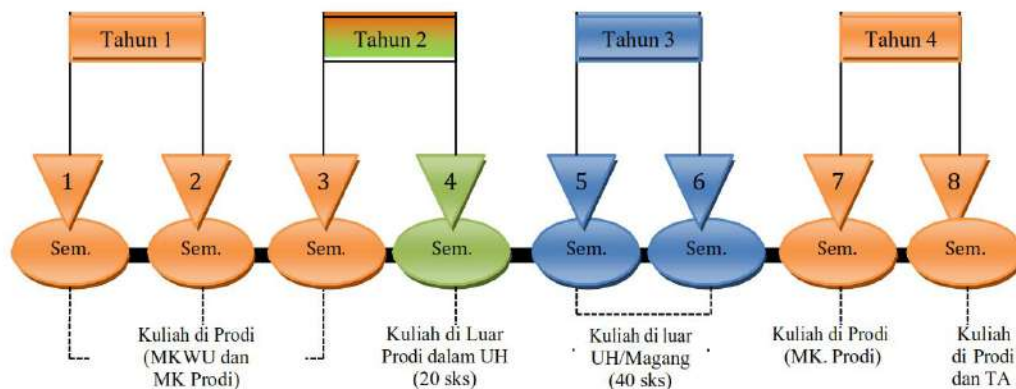 Tahun 1
Tahun 2
Tahun 3
Tahun 4
1
2
3
4
5
6
7
8
Sem.
Sem.
Sem.
Sem.
Sem.
Sem.
Sem.
Sem.
Kuliah di Prodi
(MKWU dan
MK Prodi)
Kuliah di Luar
Prodi dalam UH
(20 sks)
Kuliah di luar
UH/Magang
(40 sks)
Kuliah di Prodi
(MK. Prodi)
Kuliah
di Prodi
dan TA